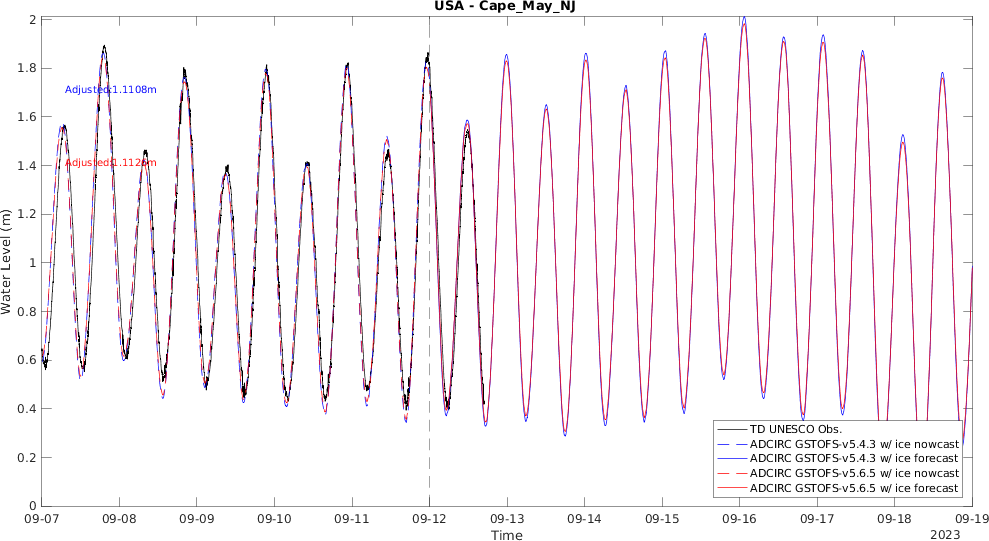 USA - Cape_May_NJ
2
1.8
Adjusted:1.1108m
1.6
Adjusted:1.1126m
1.4
1.2
1
0.8
0.6
0.4
0.2
0
Water Level (m)
TD UNESCO Obs.
ADCIRC GSTOFS-v5.4.3 w/ ice nowcast
ADCIRC GSTOFS-v5.4.3 w/ ice forecast
ADCIRC GSTOFS-v5.6.5 w/ ice nowcast
ADCIRC GSTOFS-v5.6.5 w/ ice forecast
09-07 09-08 09-09 09-10 09-11 09-12 09-13 09-14 09-15 09-16 09-17 09-18 09-19
Time
2023